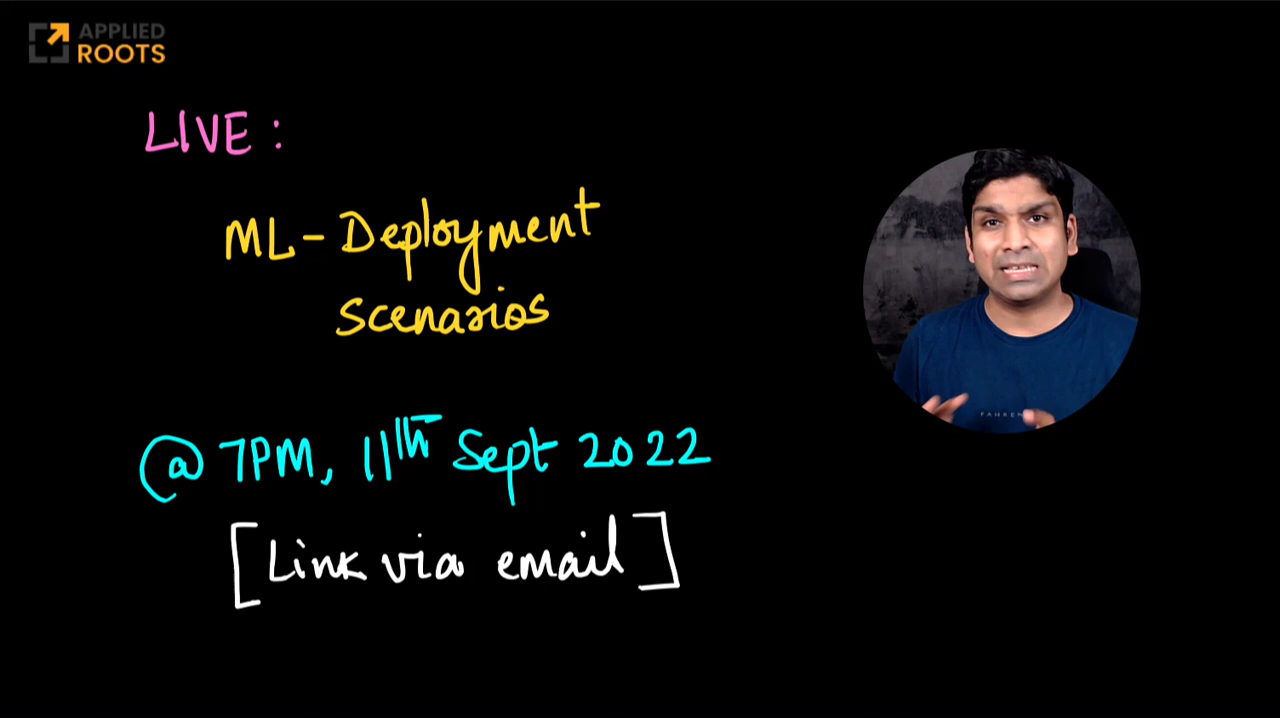 APPLIED
ROOTS
LIVE :
ML - Deployment
Scenarios
@ 7PM, 11th Sept 2022
[Link via email]